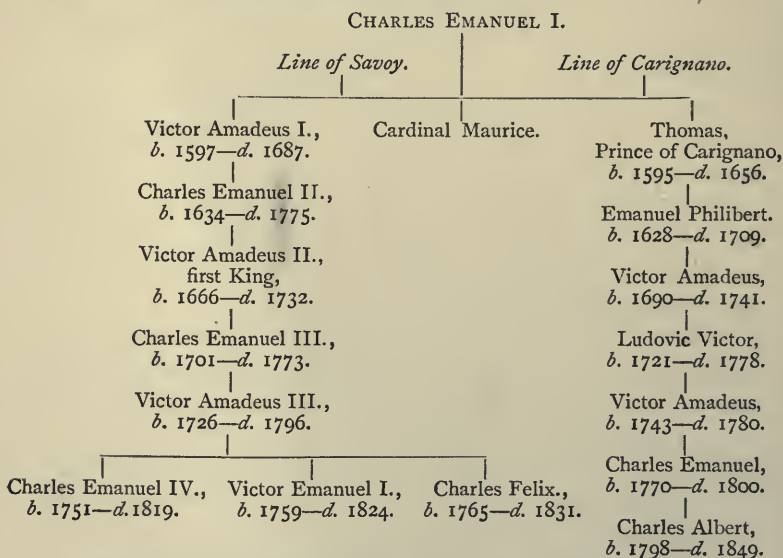 CHARLES EMANUEL I.
Line of Savoy.
Line of Carignano.
Victor Amadeus I.,
b. 1597—d. 1687.
Charles Emanuel II.,
b. 1634—d. 1775.
Victor Amadeus II.,
first King,
b. 1666—d. 1732.
Charles Emanuel III.,
b. 1701—d. 1773.
Victor Amadeus III.,
b. 1726—d. 1796.
Charles Emanuel IV.,
b. 1751—d. 1819.
Victor Emanuel I.,
b. 1759—d. 1824.
Charles Felix.,
b. 1765—d. 1831.
Cardinal Maurice.
Thomas,
Prince of Carignano,
b. 1595—d. 1656.
Emanuel Philibert.
b. 1628—d. 1709.
Victor Amadeus,
b. 1690—d. 1741.
Ludovic Victor,
b. 1721—d. 1778.
Victor Amadeus,
b. 1743—d. 1780.
Charles Emanuel,
b. 1770—d. 1800.
Charles Albert,
b. 1798—d. 1849.